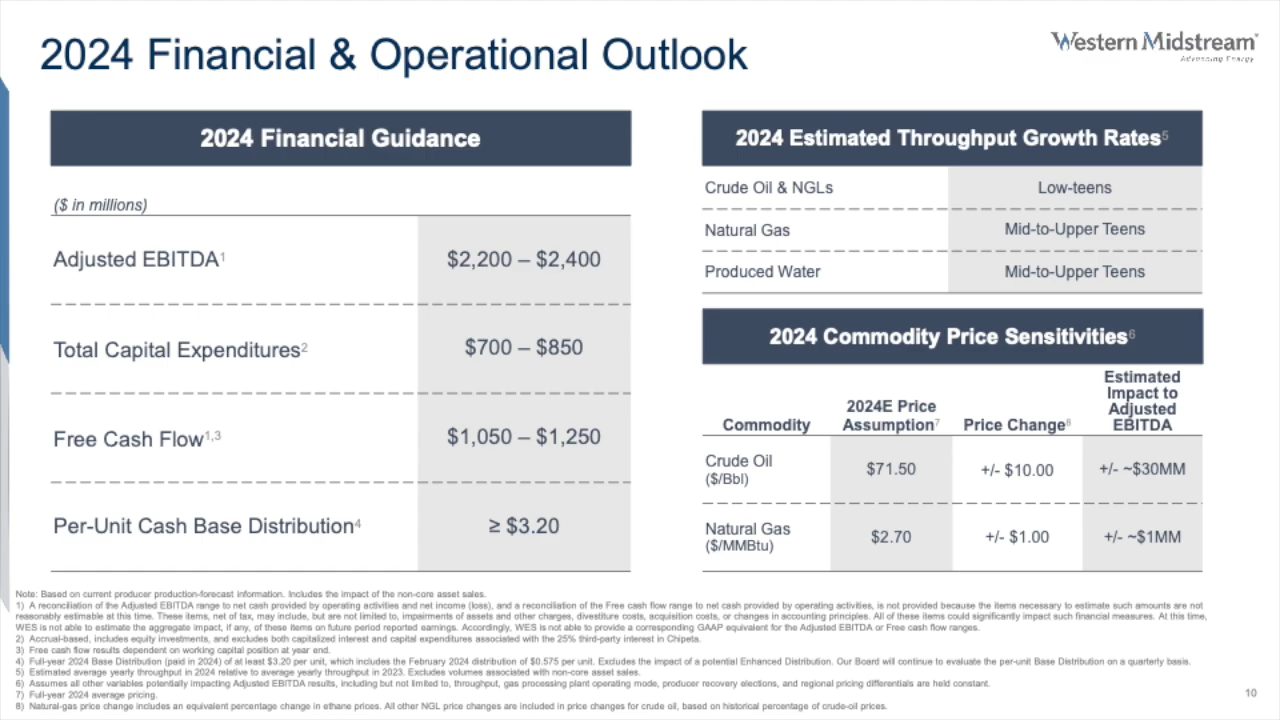 2024 Financial & Operational Outlook
Western Midstream
Advancing Energy
2024 Financial Guidance
($ in millions)
Adjusted EBITDA1 $2,200 – $2,400
Total Capital Expenditures2 $700 – $850
Free Cash Flow1,3 $1,050 – $1,250
Per-Unit Cash Base Distribution4 ≥ $3.20
2024 Estimated Throughput Growth Rates5
Crude Oil & NGLs Low-teens
Natural Gas Mid-to-Upper Teens
Produced Water Mid-to-Upper Teens
2024 Commodity Price Sensitivities6
Estimated
Impact to
2024E Price Adjusted
Commodity Assumption7 Price Change8 EBITDA
Crude Oil
($/Bbl) $71.50 +/- $10.00 +/- ~$30MM
Natural Gas
($/MMBtu) $2.70 +/- $1.00 +/- ~$1MM
Note: Based on current producer production-forecast information. Includes the impact of the non-core asset sales.
1) A reconciliation of the Adjusted EBITDA range to net cash provided by operating activities and net income (loss), and a reconciliation of the Free cash flow range to net cash provided by operating activities, is not provided because the items necessary to estimate such amounts are not
reasonably estimable at this time. These items, net of tax, may include, but are not limited to, impairments of assets and other charges, divestiture costs, acquisition costs, or changes in accounting principles. All of these items could significantly impact such financial measures. At this time,
WES is not able to estimate the aggregate impact, if any, of these items on future period reported earnings. Accordingly, WES is not able to provide a corresponding GAAP equivalent for the Adjusted EBITDA or Free cash flow ranges.
2) Accrual-based, includes equity investments, and excludes both capitalized interest and capital expenditures associated with the 25% third-party interest in Chipeta.
3) Free cash flow results dependent on working capital position at year end.
4) Full-year 2024 Base Distribution (paid in 2024) of at least $3.20 per unit, which includes the February 2024 distribution of $0.575 per unit. Excludes the impact of a potential Enhanced Distribution. Our Board will continue to evaluate the per-unit Base Distribution on a quarterly basis.
5) Estimated average yearly throughput in 2024 relative to average yearly throughput in 2023. Excludes volumes associated with non-core asset sales.
6) Assumes all other variables potentially impacting Adjusted EBITDA results, including but not limited to, throughput, gas processing plant operating mode, producer recovery elections, and regional pricing differentials are held constant.
7) Full-year 2024 average pricing.
8) Natural-gas price change includes an equivalent percentage change in ethane prices. All other NGL price changes are included in price changes for crude oil, based on historical percentage of crude-oil prices.
10